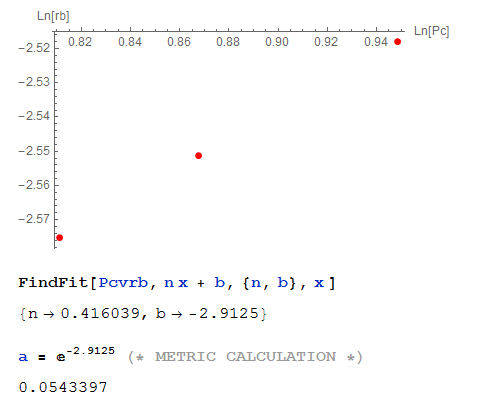 Ln[rb]
Ln[Pc]
0.82 0.84 0.86 0.88 0.90 0.92 0.94
-2.52
-2.53
-2.54
-2.55
-2.56
-2.57
FindFit[Pcvrb, n x + b, {n, b}, x]
{n → 0.416039, b → -2.9125}
a = e^-2.9125 (* METRIC CALCULATION *)
0.0543397